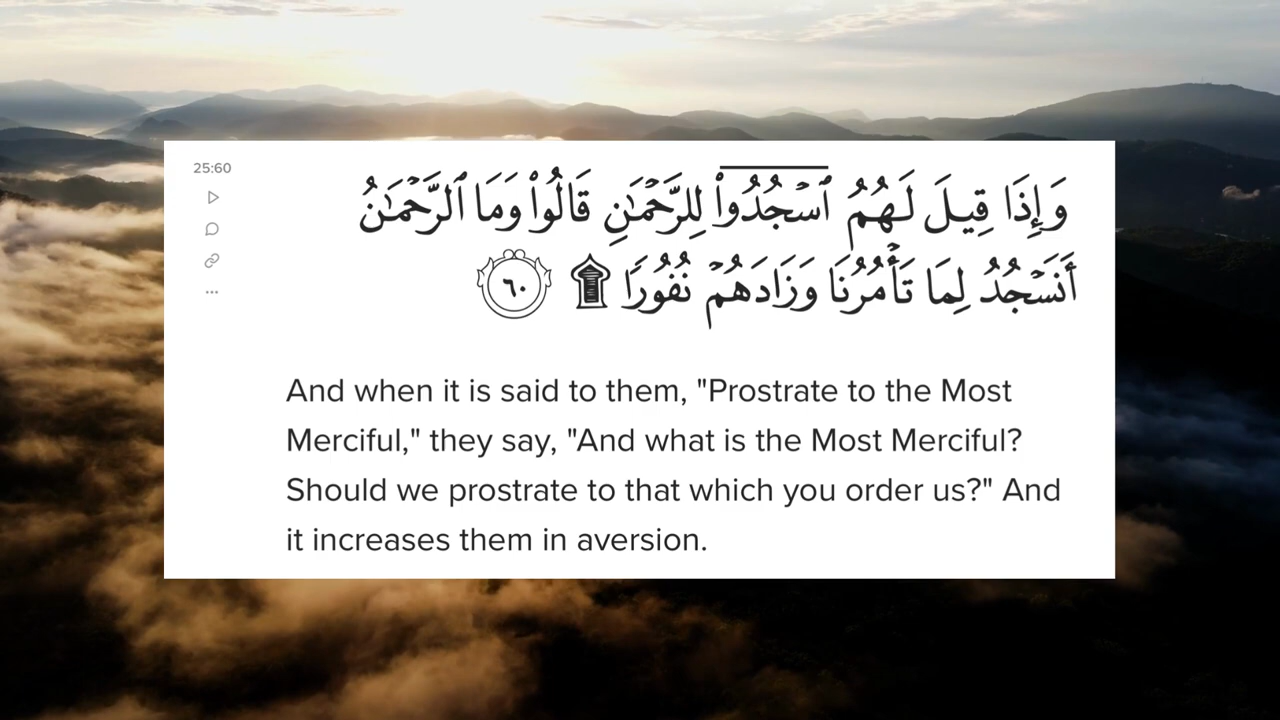 25:60
وَإِذَا قِيلَ لَهُمُ ٱسْجُدُوا۟ لِلرَّحْمَـٰنِ قَالُوا۟ وَمَا ٱلرَّحْمَـٰنُ
أَنَسْجُدُ لِمَا تَأْمُرُنَا وَزَادَهُمْ نُفُورًا ۩ ٦٠
And when it is said to them, "Prostrate to the Most
Merciful," they say, "And what is the Most Merciful?
Should we prostrate to that which you order us?" And
it increases them in aversion.